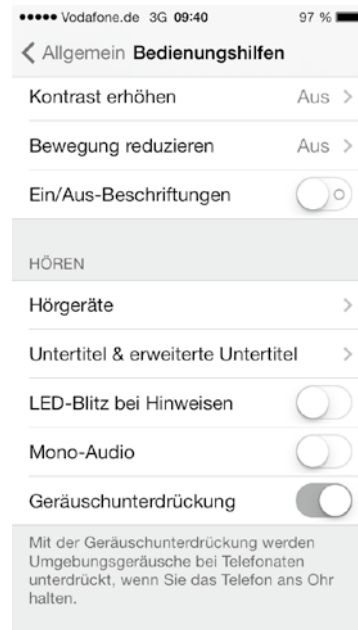 Vodafone.de 3G 09:40 97 %
Allgemein Bedienungshilfen
Kontrast erhöhen Aus
Bewegung reduzieren Aus
Ein/Aus-Beschriftungen
HÖREN
Hörgeräte
Untertitel & erweiterte Untertitel
LED-Blitz bei Hinweisen
Mono-Audio
Geräuschunterdrückung
Mit der Geräuschunterdrückung werden
Umgebungsgeräusche bei Telefonaten
unterdrückt, wenn Sie das Telefon ans Ohr
halten.